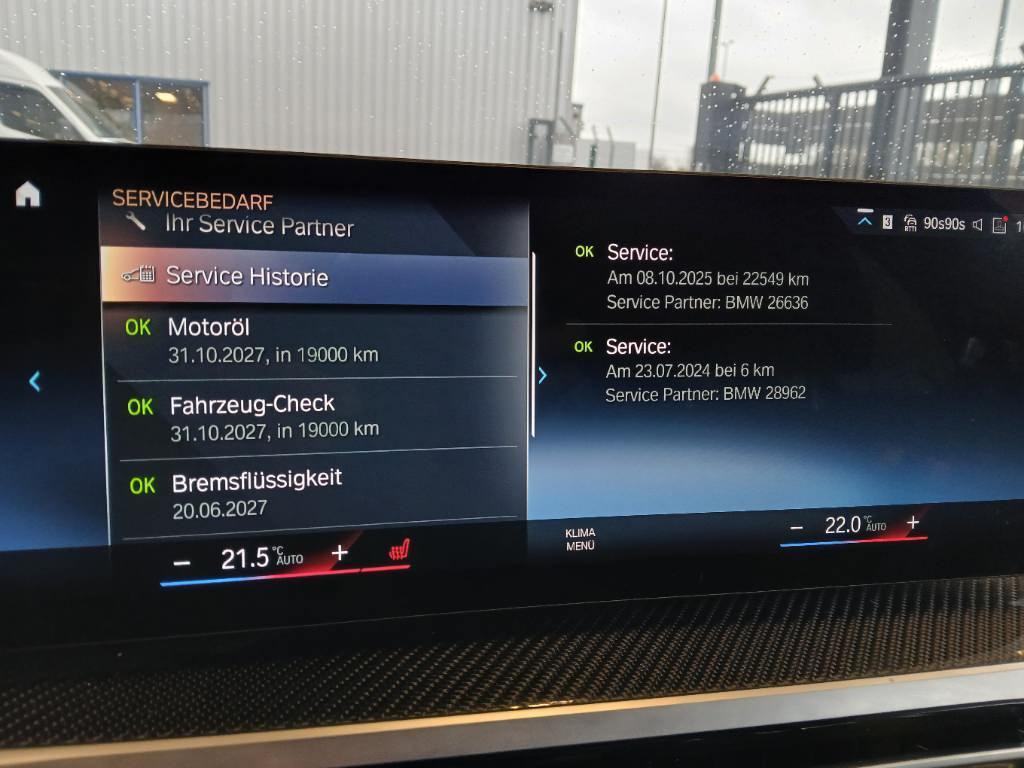 SERVICEBEDARF
Ihr Service Partner
Service Historie
OK Motoröl
31.10.2027, in 19000 km
OK Fahrzeug-Check
31.10.2027, in 19000 km
OK Bremsflüssigkeit
20.06.2027
3
RTTI
90s90s
OK Service:
Am 08.10.2025 bei 22549 km
Service Partner: BMW 26636
OK Service:
Am 23.07.2024 bei 6 km
Service Partner: BMW 28962
− 21.5 °C AUTO +
KLIMA
MENÜ
− 22.0 °C AUTO +